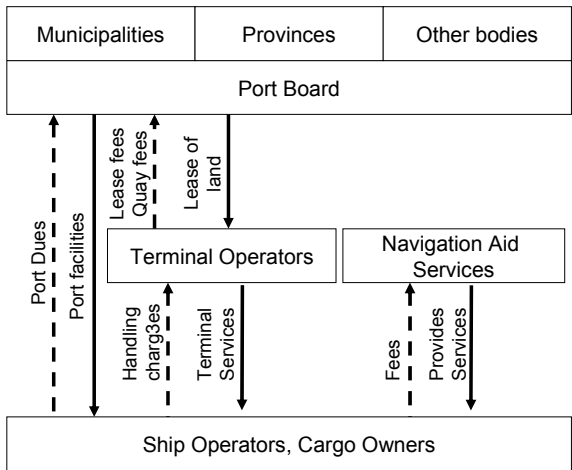 Municipalities
Provinces
Other bodies
Port Board
Port Dues
Port facilities
Lease fees
Quay fees
Lease of
land
Terminal Operators
Navigation Aid
Services
Handling
charg3es
Terminal
Services
Fees
Provides
Services
Ship Operators, Cargo Owners